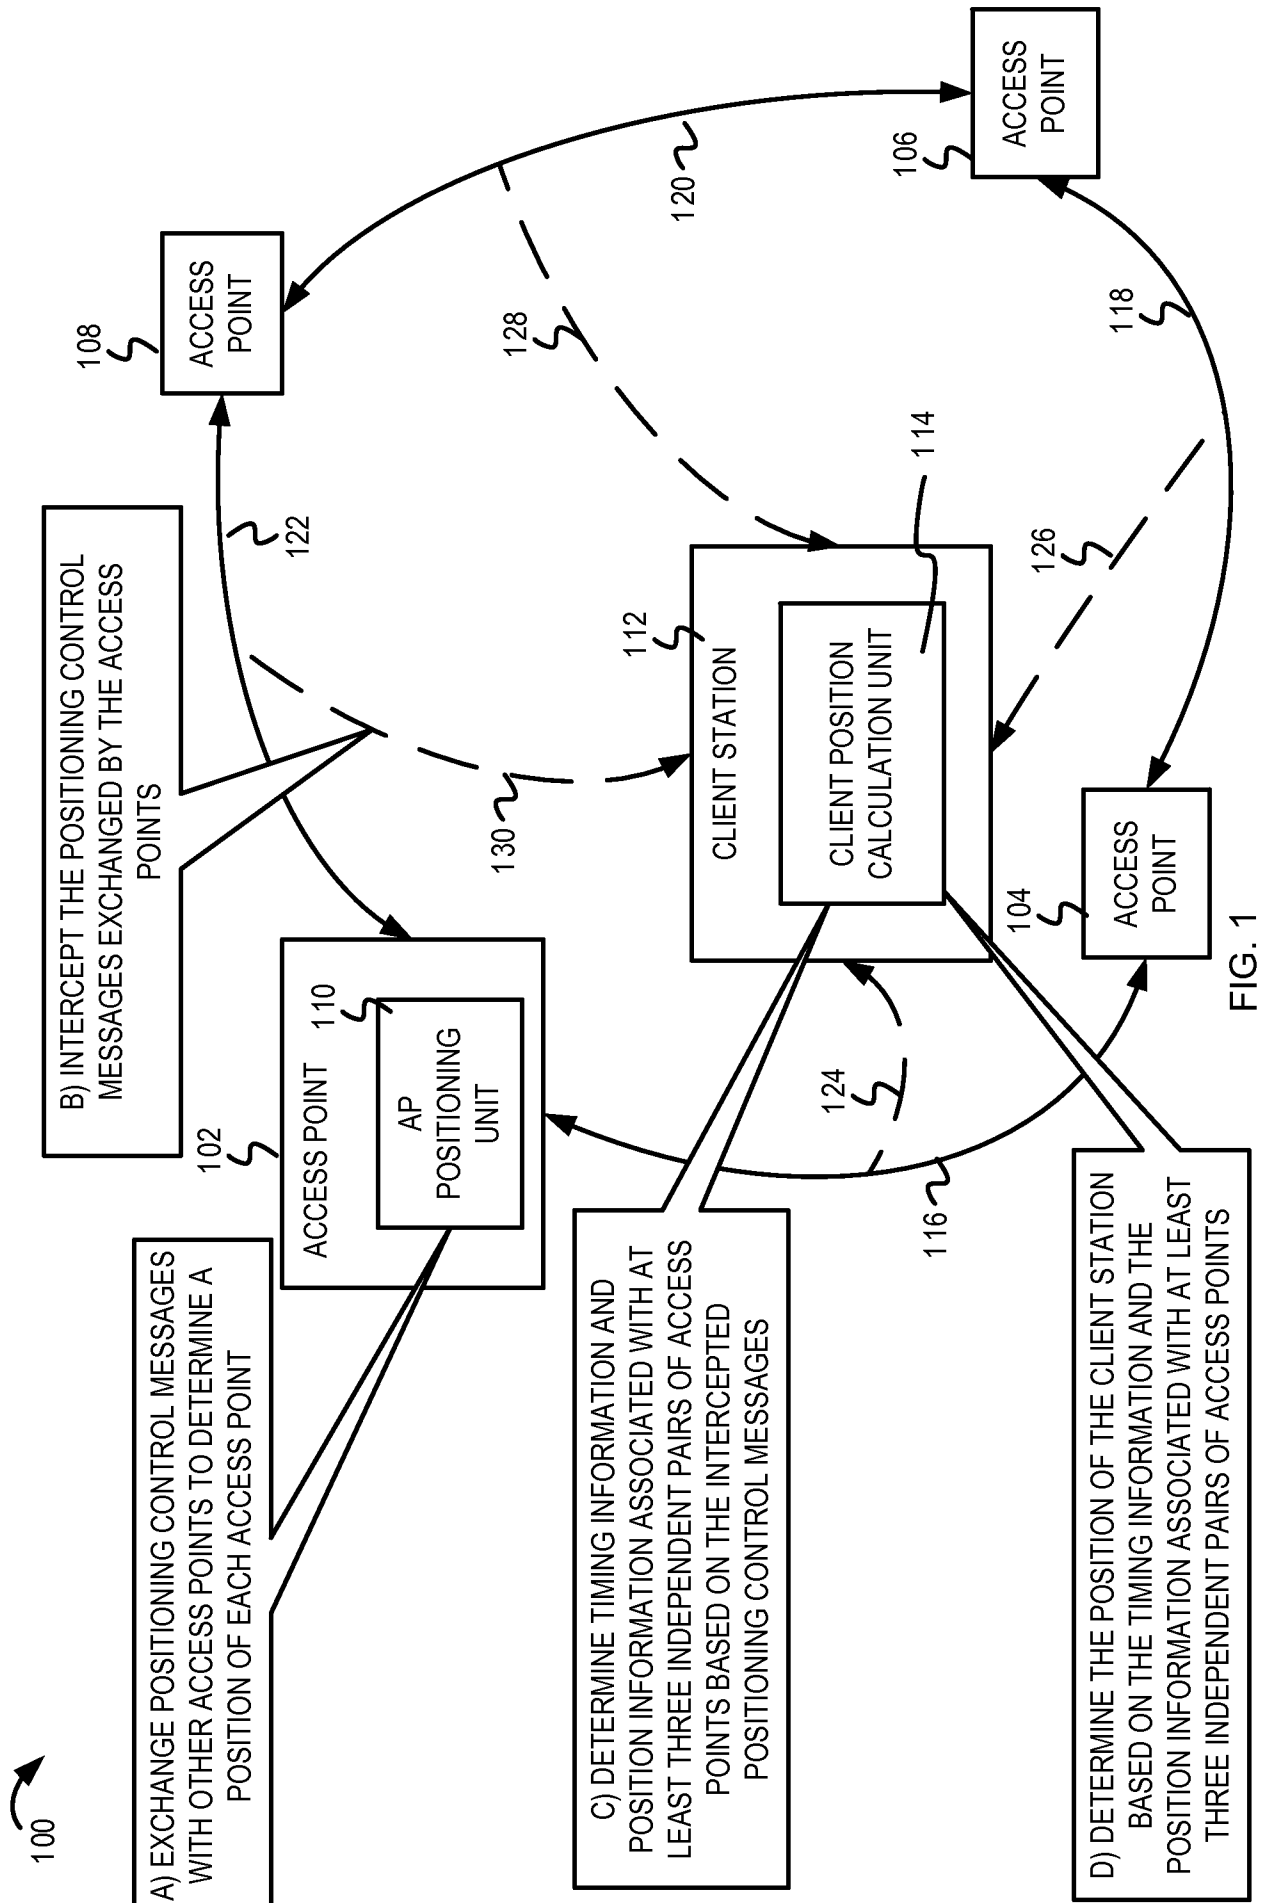 100
A) EXCHANGE POSITIONING CONTROL MESSAGES
WITH OTHER ACCESS POINTS TO DETERMINE A
POSITION OF EACH ACCESS POINT
B) INTERCEPT THE POSITIONING CONTROL
MESSAGES EXCHANGED BY THE ACCESS
POINTS
102
ACCESS POINT
110
AP
POSITIONING
UNIT
122
108
ACCESS
POINT
130
128
120
C) DETERMINE TIMING INFORMATION AND
POSITION INFORMATION ASSOCIATED WITH AT
LEAST THREE INDEPENDENT PAIRS OF ACCESS
POINTS BASED ON THE INTERCEPTED
POSITIONING CONTROL MESSAGES
124
116
112
CLIENT STATION
CLIENT POSITION
CALCULATION UNIT
114
106
ACCESS
POINT
126
118
104
ACCESS
POINT
D) DETERMINE THE POSITION OF THE CLIENT STATION
BASED ON THE TIMING INFORMATION AND THE
POSITION INFORMATION ASSOCIATED WITH AT LEAST
THREE INDEPENDENT PAIRS OF ACCESS POINTS
FIG. 1